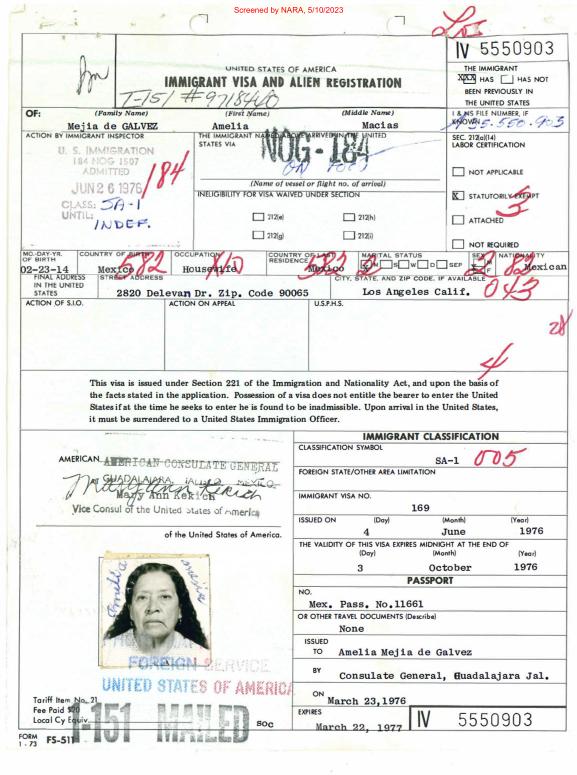 Screened by NARA, 5/10/2023
IV 5550903
UNITED STATES OF AMERICA
IMMIGRANT VISA AND ALIEN REGISTRATION
I-151 #9718460
THE IMMIGRANT
XXX HAS HAS NOT
BEEN PREVIOUSLY IN
THE UNITED STATES
I & NS FILE NUMBER, IF
KNOWN
OF: (Family Name) (First Name) (Middle Name)
Mejia de GALVEZ Amelia Macias
ACTION BY IMMIGRANT INSPECTOR
U. S. IMMIGRATION
184 NOG 1507
ADMITTED
JUN 26 1976
CLASS: SA-1
UNTIL: INDEF.
184
THE IMMIGRANT NAMED ABOVE ARRIVED IN THE UNITED
STATES VIA
NOG-184
ON FOOT
(Name of vessel or flight no. of arrival)
INELIGIBILITY FOR VISA WAIVED UNDER SECTION
212(e) 212(h)
212(g) 212(i)
SEC. 212(a)(14)
LABOR CERTIFICATION
NOT APPLICABLE
X STATUTORILY EXEMPT
ATTACHED
NOT REQUIRED
MO.-DAY-YR.
OF BIRTH
02-23-14
COUNTRY OF BIRTH
Mexico
582
OCCUPATION
Housewife
COUNTRY OF LAST
RESIDENCE
Mexico
582
MARITAL STATUS
M S W D SEP
SEX
M
F
NATIONALITY
Mexican
582
FINAL ADDRESS
IN THE UNITED
STATES
STREET ADDRESS
2820 Delevan Dr. Zip. Code 90065
CITY, STATE, AND ZIP CODE, IF AVAILABLE
Los Angeles Calif.
043
ACTION OF S.I.O. ACTION ON APPEAL U.S.P.H.S.
28
4
This visa is issued under Section 221 of the Immigration and Nationality Act, and upon the basis of
the facts stated in the application. Possession of a visa does not entitle the bearer to enter the United
States if at the time he seeks to enter he is found to be inadmissible. Upon arrival in the United States,
it must be surrendered to a United States Immigration Officer.
AMERICAN AMERICAN CONSULATE GENERAL
GUADALAJARA, JALISCO, MEXICO
Mary Ann Kekich
Mary Ann Kekich
Vice Consul of the United States of America
of the United States of America.
IMMIGRANT CLASSIFICATION
CLASSIFICATION SYMBOL
SA-1 005
FOREIGN STATE/OTHER AREA LIMITATION
IMMIGRANT VISA NO.
169
ISSUED ON (Day) (Month) (Year)
4 June 1976
THE VALIDITY OF THIS VISA EXPIRES MIDNIGHT AT THE END OF
(Day) (Month) (Year)
3 October 1976
PASSPORT
NO.
Mex. Pass. No.11661
OR OTHER TRAVEL DOCUMENTS (Describe)
None
ISSUED
TO Amelia Mejia de Galvez
BY Consulate General, Guadalajara Jal.
ON
March 23,1976
EXPIRES
March 22, 1977
IV 5550903
Amelia
mejia
FOREIGN SERVICE
UNITED STATES OF AMERICA
Tariff Item No. 21
Fee Paid $20
Local Cy Equiv.
I-151 MAILED
SOC
FORM
1 - 73 FS-511